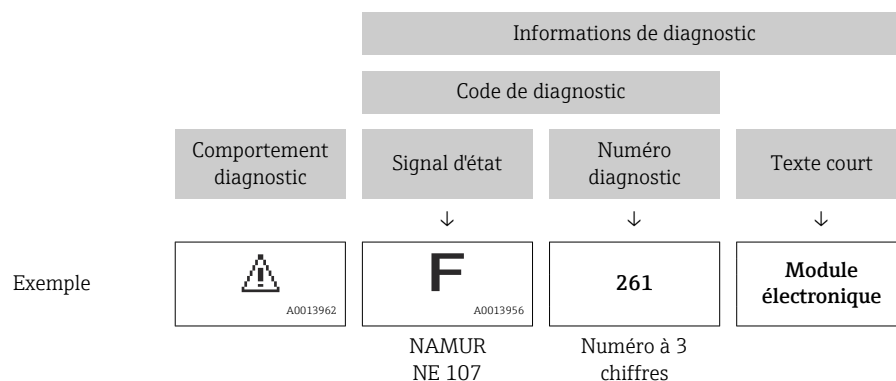 Informations de diagnostic
Code de diagnostic
Comportement
diagnostic
Signal d'état
Numéro
diagnostic
Texte court
↓ ↓ ↓
Exemple
A0013962
F
A0013956
261
Module
électronique
NAMUR
NE 107
Numéro à 3
chiffres